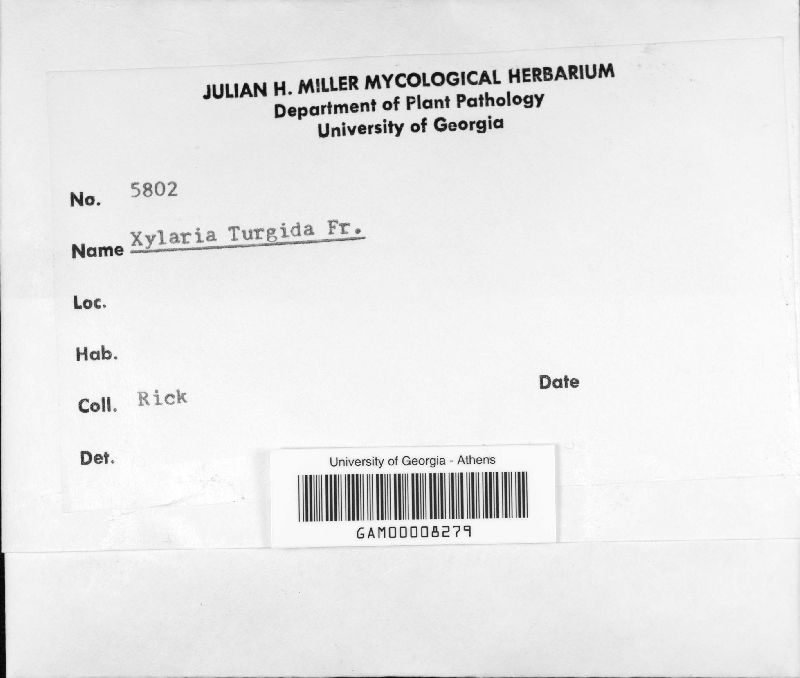 JULIAN H. MILLER MYCOLOGICAL HERBARIUM
Department of Plant Pathology
University of Georgia
No. 5802
Name Xylaria Turgida Fr.
Loc.
Hab.
Coll. Rick Date
Det.
University of Georgia - Athens
GAM00008279